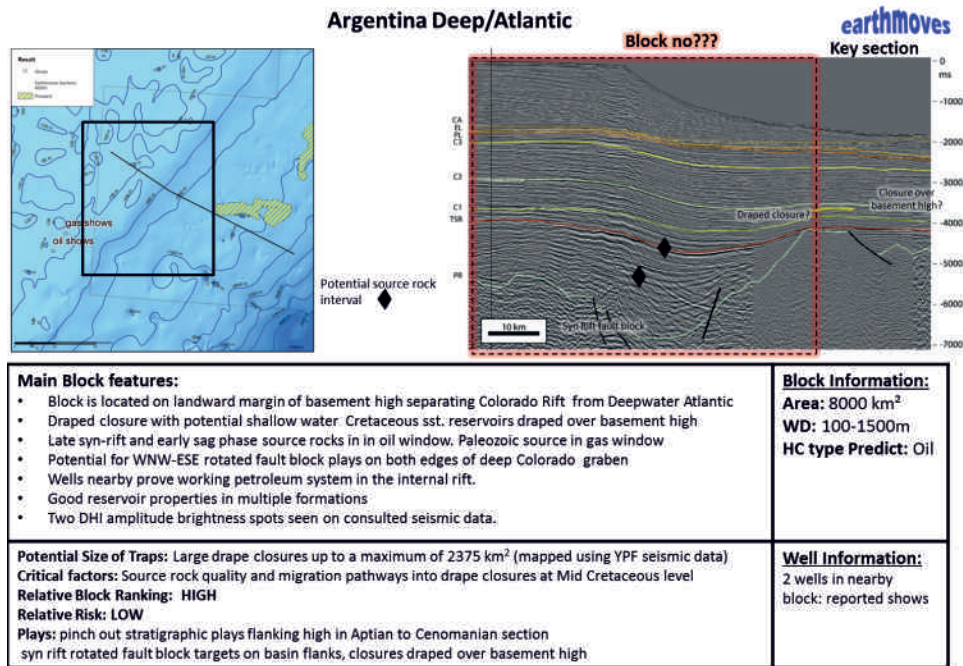 Argentina Deep/Atlantic
earthmoves
Block no???
Key section
Result
gas shows
oil shows
Potential source rock
interval
CA
EL
PL
C3
C2
C1
TSR
PB
Draped closure?
Closure over
basement high?
Syn Rift fault block
10 km
0
ms
-1000
-2000
-3000
-4000
-5000
-6000
-7000
Main Block features:
• Block is located on landward margin of basement high separating Colorado Rift from Deepwater Atlantic
• Draped closure with potential shallow water Cretaceous sst. reservoirs draped over basement high
• Late syn-rift and early sag phase source rocks in in oil window. Paleozoic source in gas window
• Potential for WNW-ESE rotated fault block plays on both edges of deep Colorado graben
• Wells nearby prove working petroleum system in the internal rift.
• Good reservoir properties in multiple formations
• Two DHI amplitude brightness spots seen on consulted seismic data.
Block Information:
Area: 8000 km²
WD: 100-1500m
HC type Predict: Oil
Potential Size of Traps: Large drape closures up to a maximum of 2375 km² (mapped using YPF seismic data)
Critical factors: Source rock quality and migration pathways into drape closures at Mid Cretaceous level
Relative Block Ranking: HIGH
Relative Risk: LOW
Plays: pinch out stratigraphic plays flanking high in Aptian to Cenomanian section
syn rift rotated fault block targets on basin flanks, closures draped over basement high
Well Information:
2 wells in nearby
block: reported shows